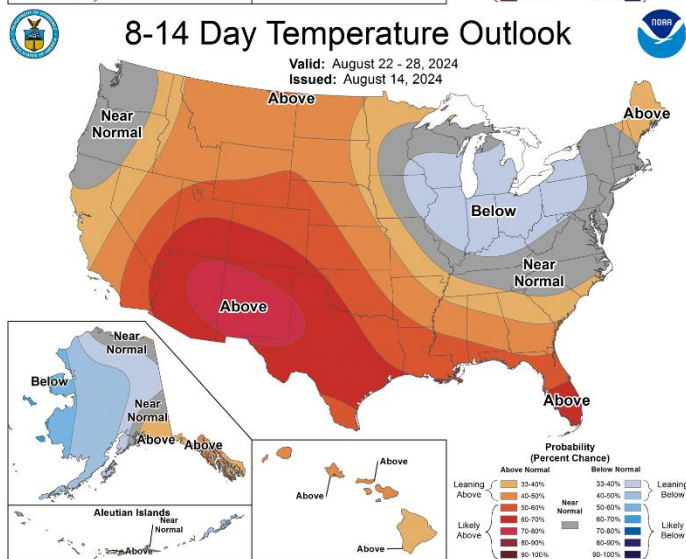 8-14 Day Temperature Outlook
NOAA
Valid: August 22 - 28, 2024
Issued: August 14, 2024
Near
Normal
Above
Above
Below
Near
Normal
Above
Above
Near
Normal
Below
Near
Normal
Above
Above
Aleutian Islands
Near
Normal
Above
Above
Above
Above
Probability
(Percent Chance)
Above Normal
Below Normal
Leaning
Above
33-40%
40-50%
50-60%
60-70%
70-80%
80-90%
90-100%
Likely
Above
Near
Normal
33-40%
40-50%
50-60%
60-70%
70-80%
80-90%
90-100%
Leaning
Below
Likely
Below